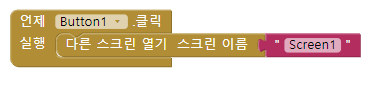 언제 Button1 .클릭
실행 다른 스크린 열기 스크린 이름 " Screen1 "